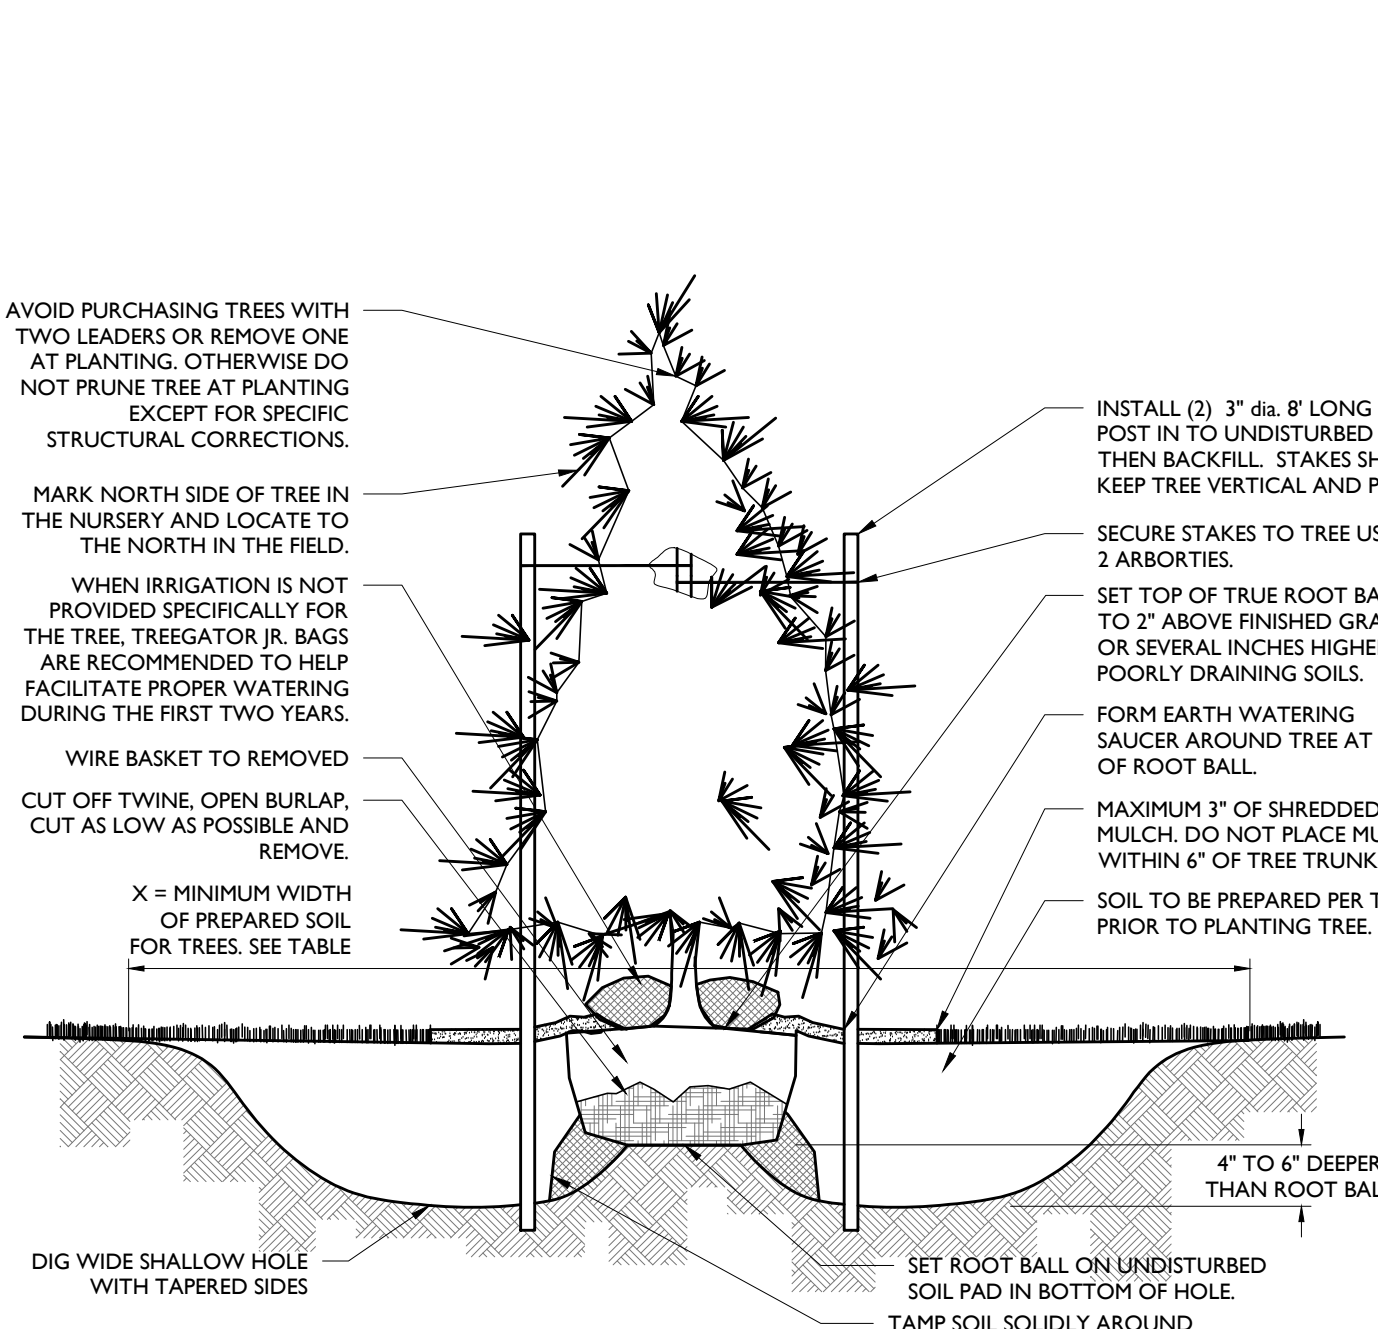 AVOID PURCHASING TREES WITH
TWO LEADERS OR REMOVE ONE
AT PLANTING. OTHERWISE DO
NOT PRUNE TREE AT PLANTING
EXCEPT FOR SPECIFIC
STRUCTURAL CORRECTIONS.
MARK NORTH SIDE OF TREE IN
THE NURSERY AND LOCATE TO
THE NORTH IN THE FIELD.
WHEN IRRIGATION IS NOT
PROVIDED SPECIFICALLY FOR
THE TREE, TREEGATOR JR. BAGS
ARE RECOMMENDED TO HELP
FACILITATE PROPER WATERING
DURING THE FIRST TWO YEARS.
WIRE BASKET TO REMOVED
CUT OFF TWINE, OPEN BURLAP,
CUT AS LOW AS POSSIBLE AND
REMOVE.
X = MINIMUM WIDTH
OF PREPARED SOIL
FOR TREES. SEE TABLE
DIG WIDE SHALLOW HOLE
WITH TAPERED SIDES
INSTALL (2) 3" dia. 8' LONG
POST IN TO UNDISTURBED
THEN BACKFILL. STAKES
KEEP TREE VERTICAL AND
SECURE STAKES TO TREE
2 ARBORTIES.
SET TOP OF TRUE ROOT
TO 2" ABOVE FINISHED
OR SEVERAL INCHES
POORLY DRAINING SOILS.
FORM EARTH WATERING
SAUCER AROUND TREE AT
OF ROOT BALL.
MAXIMUM 3" OF SHREDDED
MULCH. DO NOT PLACE
WITHIN 6" OF TREE TRUNK
SOIL TO BE PREPARED PER
PRIOR TO PLANTING TREE.
4" TO 6" DEEPER
THAN ROOT
SET ROOT BALL ON UNDISTURBED
SOIL PAD IN BOTTOM OF HOLE.
TAMP SOIL SOLIDLY AROUND